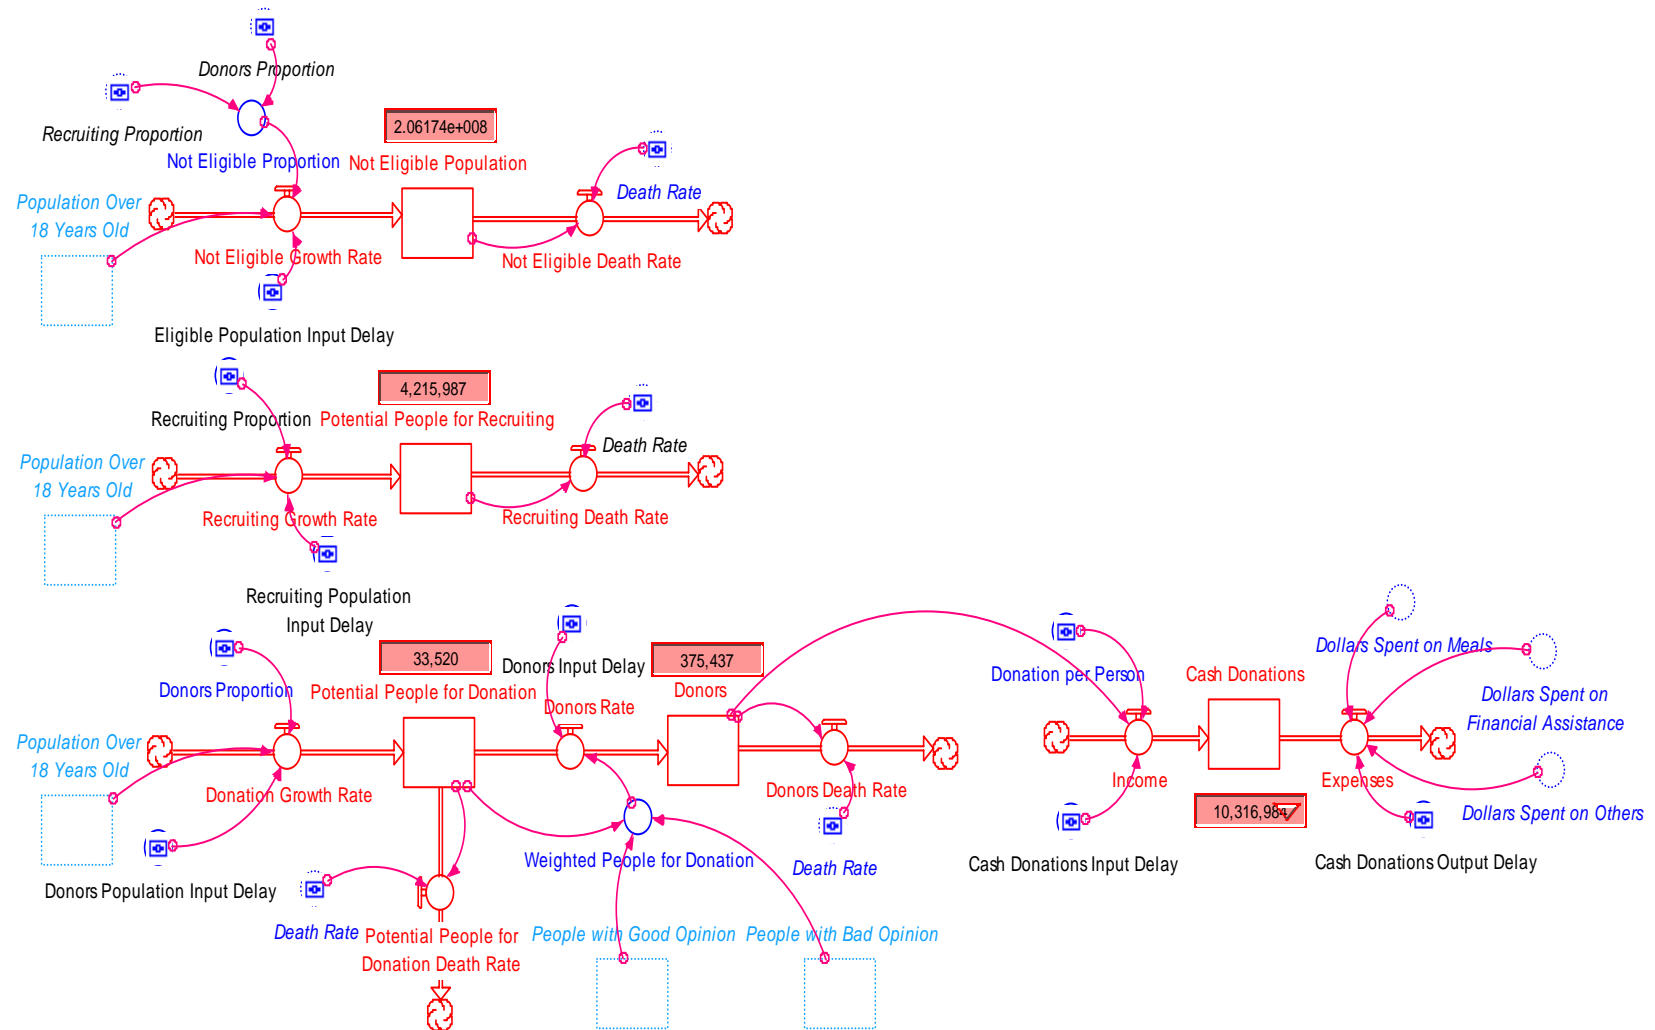 Donors Proportion
Recruiting Proportion
2.06174e+008
Not Eligible Proportion
Not Eligible Population
Death Rate
Population Over
18 Years Old
Not Eligible Growth Rate
Not Eligible Death Rate
Eligible Population Input Delay
4,215,987
Recruiting Proportion
Potential People for Recruiting
Death Rate
Population Over
18 Years Old
Recruiting Growth Rate
Recruiting Death Rate
Recruiting Population
Input Delay
33,520
Donors Input Delay
375,437
Donors Proportion
Potential People for Donation
Donors Rate
Donors
Donation per Person
Cash Donations
Dollars Spent on Meals
Dollars Spent on
Financial Assistance
Population Over
18 Years Old
Donation Growth Rate
Donors Death Rate
Income
Expenses
10,316,984
Dollars Spent on Others
Donors Population Input Delay
Weighted People for Donation
Death Rate
Cash Donations Input Delay
Cash Donations Output Delay
Death Rate
Potential People for
Donation Death Rate
People with Good Opinion
People with Bad Opinion